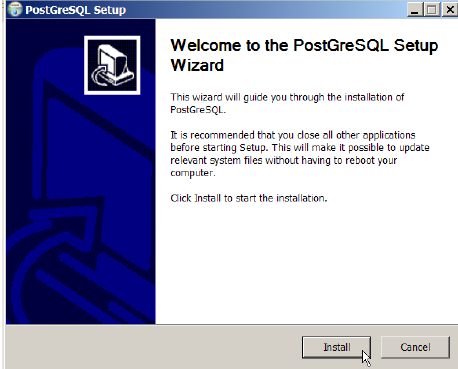 PostGreSQL Setup
Welcome to the PostGreSQL Setup
Wizard
This wizard will guide you through the installation of
PostGreSQL.
It is recommended that you close all other applications
before starting Setup. This will make it possible to update
relevant system files without having to reboot your
computer.
Click Install to start the installation.
Install
Cancel